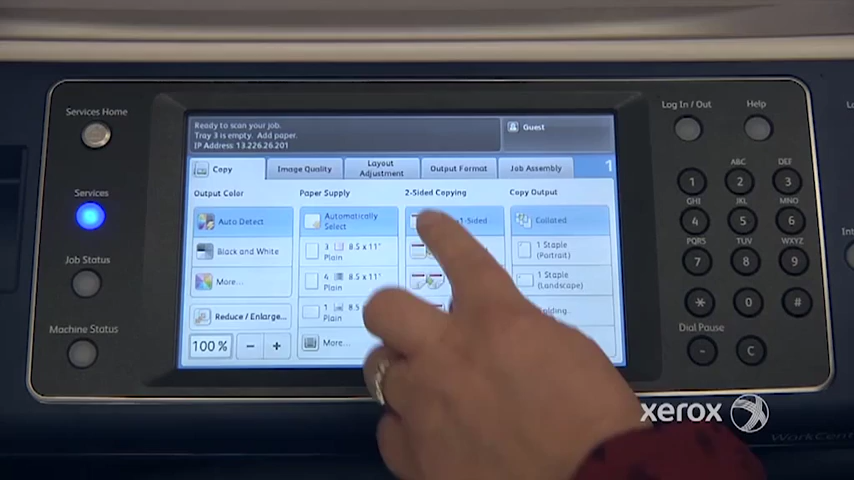 Services Home
Services
Job Status
Machine Status
Ready to scan your job.
Tray 3 is empty. Add paper.
IP Address: 13.226.26.201
Guest
Copy
Image Quality
Layout
Adjustment
Output Format
Job Assembly
1
Output Color
Auto Detect
Black and White
More...
Reduce / Enlarge...
100 %
- +
Paper Supply
Automatically
Select
3 8.5 x 11"
Plain
4 8.5 x 11"
Plain
1 8.5
Plain
More...
2-Sided Copying
1-Sided
Copy Output
Collated
1 Staple
(Portrait)
1 Staple
(Landscape)
Log In / Out
Help
ABC DEF
1 2 3
GHI JKL MNO
4 5 6
PQRS TUV WXYZ
7 8 9
* 0 #
Dial Pause
- C
xerox